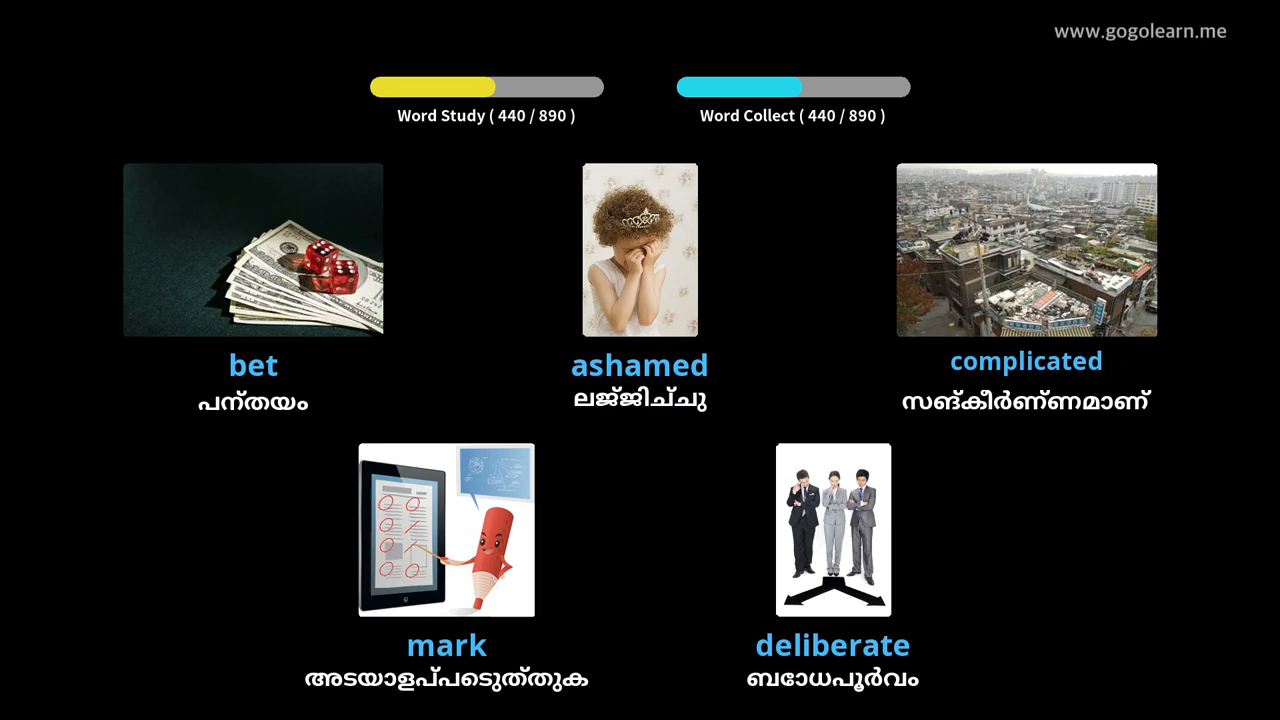 www.gogolearn.me
Word Study ( 440 / 890 )
Word Collect ( 440 / 890 )
bet
പന്തയം
ashamed
ലജ്ജിച്ചു
complicated
സങ്കീർണ്ണമാണ്
mark
അടയാളപ്പെടുത്തുക
deliberate
ബോധപൂർവം